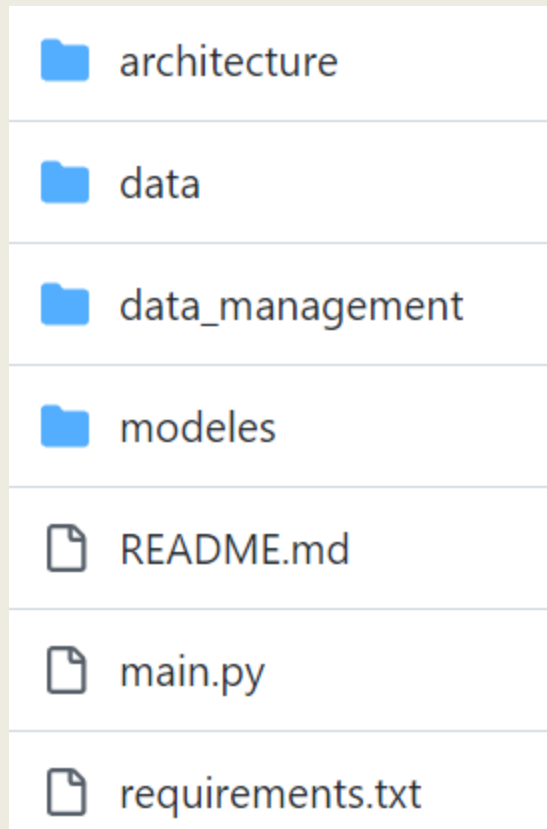 architecture
data
data_management
modeles
README.md
main.py
requirements.txt